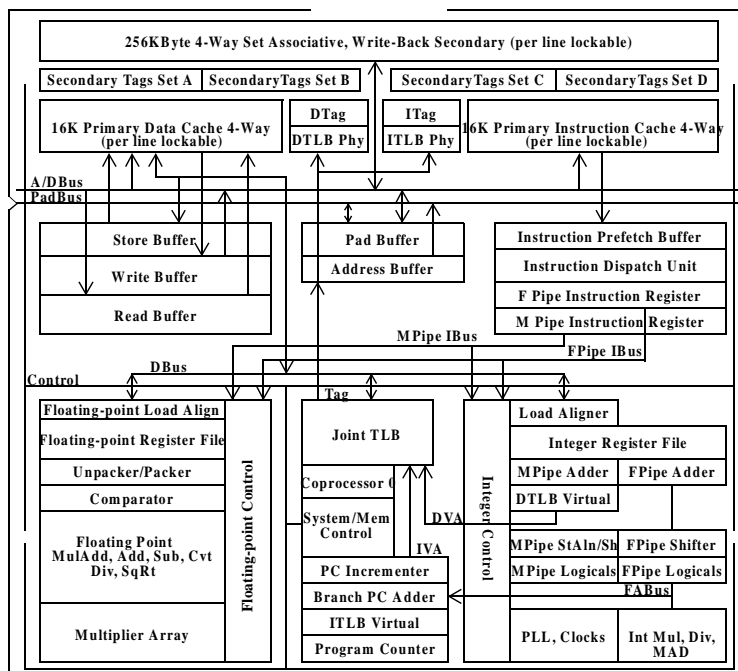 256KByte 4-Way Set Associative, Write-Back Secondary (per line lockable)
Secondary Tags Set A
SecondaryTags Set B
SecondaryTags Set C
SecondaryTags Set D
16K Primary Data Cache 4-Way
(per line lockable)
DTag
DTLB Phy
ITag
ITLB Phy
16K Primary Instruction Cache 4-Way
(per line lockable)
A/DBus
PadBus
Store Buffer
Write Buffer
Read Buffer
Pad Buffer
Address Buffer
Instruction Prefetch Buffer
Instruction Dispatch Unit
F Pipe Instruction Register
M Pipe Instruction Register
MPipe IBus
FPipe IBus
DBus
Control
Tag
Floating-point Load Align
Floating-point Register File
Unpacker/Packer
Comparator
Floating Point
MulAdd, Add, Sub, Cvt
Div, SqRt
Multiplier Array
Floating-point Control
Joint TLB
Coprocessor 0
System/Mem
Control
PC Incrementer
Branch PC Adder
ITLB Virtual
Program Counter
DVA
IVA
Integer Control
Load Aligner
Integer Register File
MPipe Adder
FPipe Adder
DTLB Virtual
MPipe StAln/Sh
FPipe Shifter
MPipe Logicals
FPipe Logicals
FABus
PLL, Clocks
Int Mul, Div,
MAD